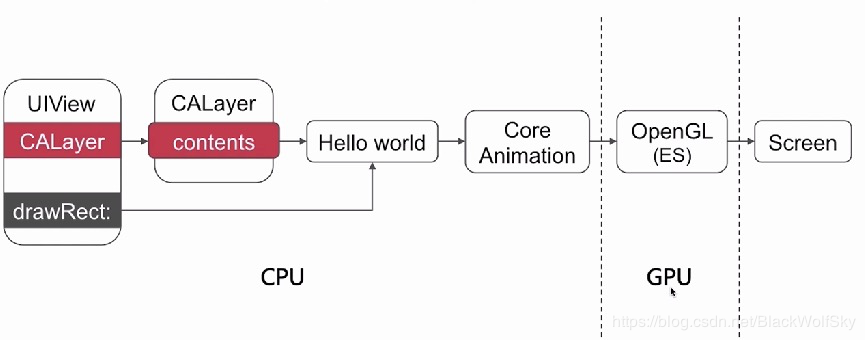 UIView
CALayer
drawRect:
CALayer
contents
Hello world
Core
Animation
OpenGL
(ES)
Screen
CPU
GPU
https://blog.csdn.net/BlackWolfSky